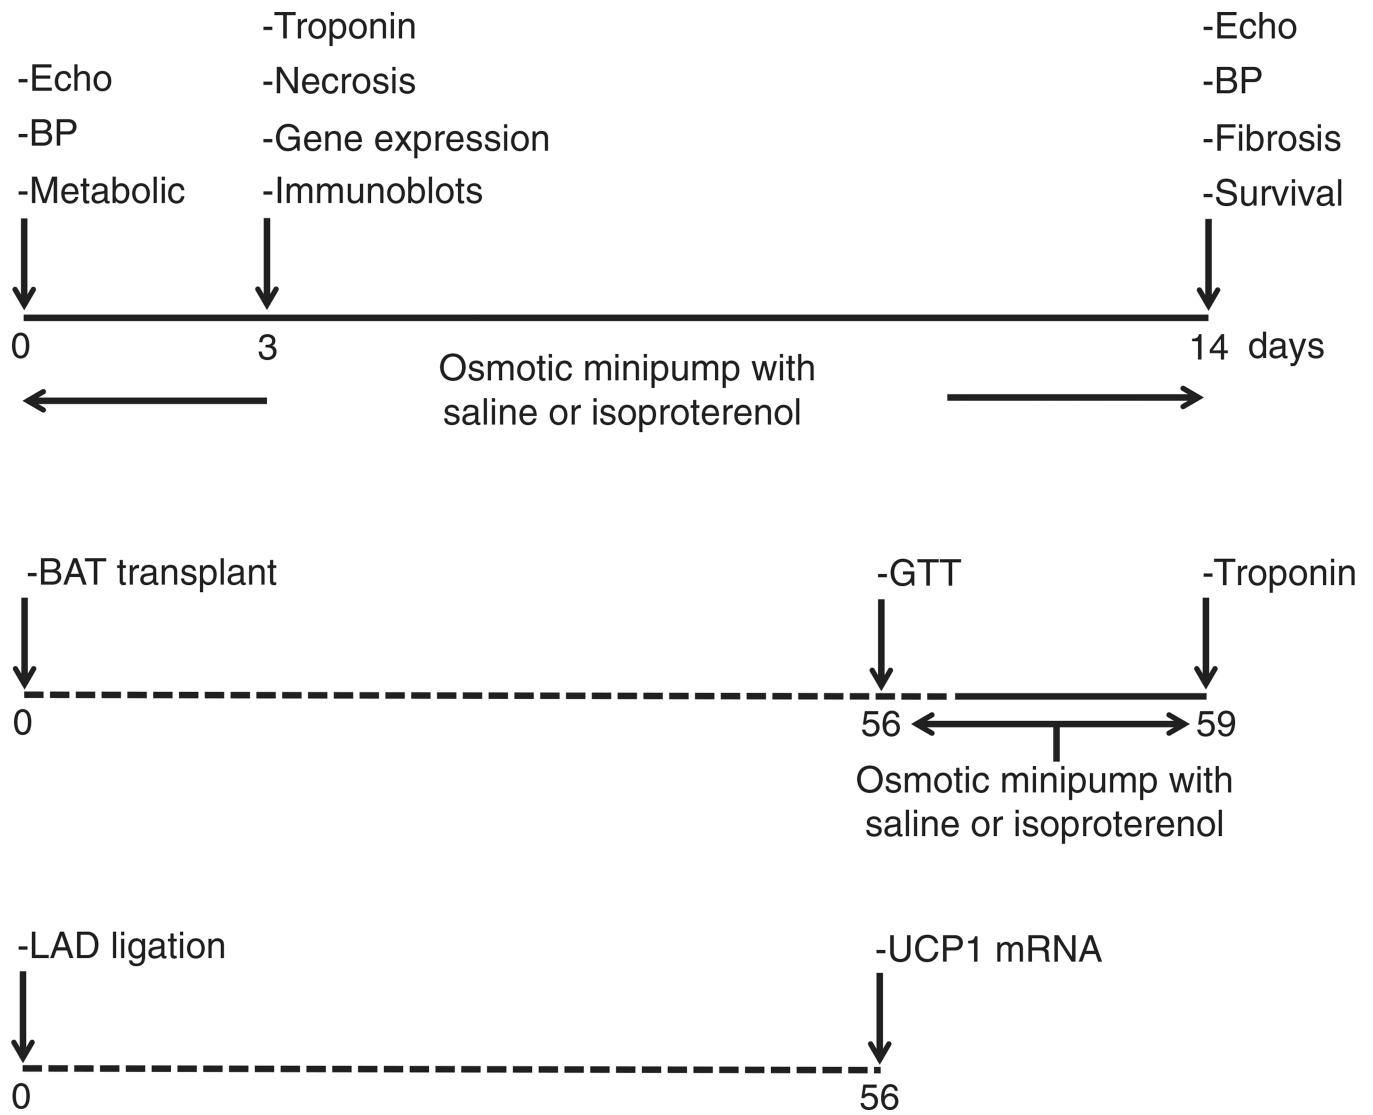 -Echo
-BP
-Metabolic
-Troponin
-Necrosis
-Gene expression
-Immunoblots
-Echo
-BP
-Fibrosis
-Survival
0
3
14 days
Osmotic minipump with
saline or isoproterenol
-BAT transplant
-GTT
-Troponin
0
56
59
Osmotic minipump with
saline or isoproterenol
-LAD ligation
-UCP1 mRNA
0
56